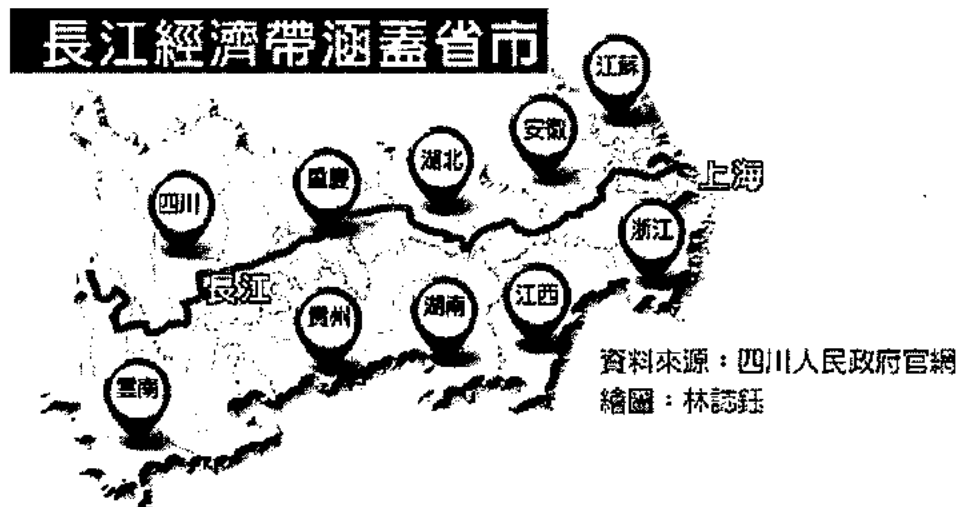 長江經濟帶涵蓋省市
江蘇
安徽
湖北
重慶
四川
上海
浙江
長江
江西
湖南
貴州
雲南
資料來源：四川人民政府官網
繪圖：林誌鈺